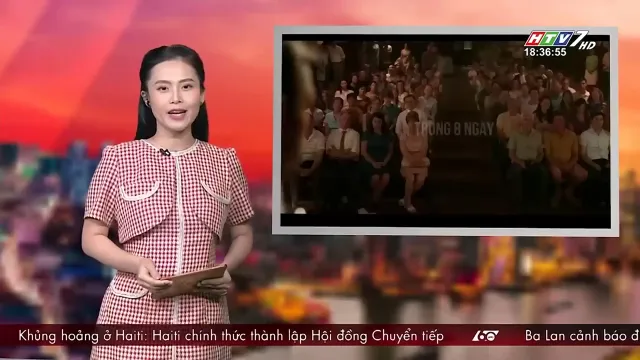 HTV7 HD
18:36:55
TRONG 8 NGÀY
Khủng hoảng ở Haiti: Haiti chính thức thành lập Hội đồng Chuyển tiếp
60
Ba Lan cảnh báo đ